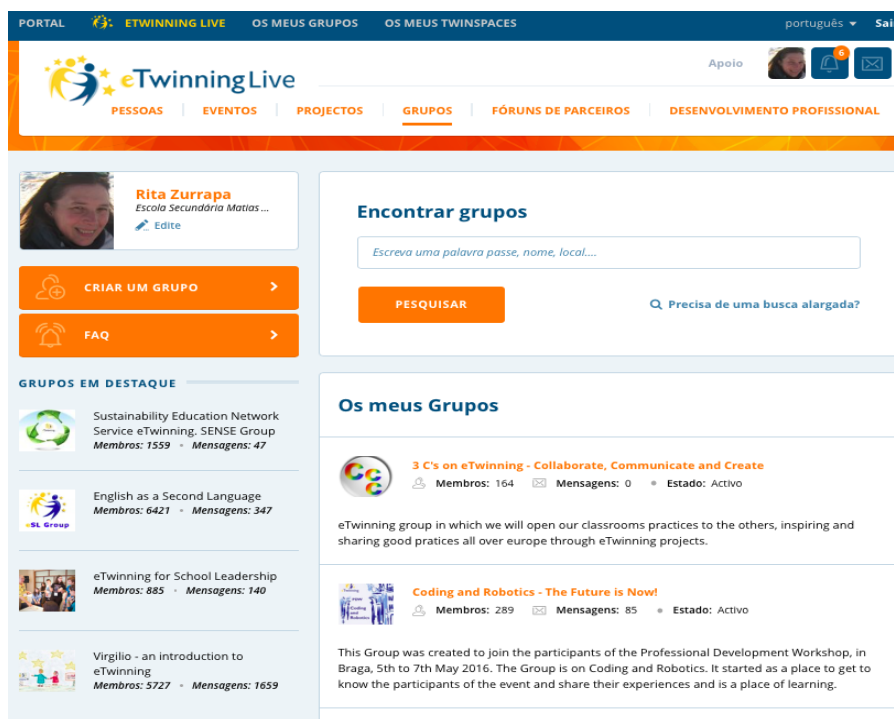 PORTAL ETWINNING LIVE OS MEUS GRUPOS OS MEUS TWINSPACES português Sai
eTwinning Live
Apoio 6
PESSOAS EVENTOS PROJECTOS GRUPOS FÓRUNS DE PARCEIROS DESENVOLVIMENTO PROFISSIONAL
Rita Zurrapa
Escola Secundária Matias ...
Edite
CRIAR UM GRUPO
FAQ
GRUPOS EM DESTAQUE
Sustainability Education Network
Service eTwinning. SENSE Group
Membros: 1559 • Mensagens: 47
eSL Group
English as a Second Language
Membros: 6421 • Mensagens: 347
eTwinning for School Leadership
Membros: 885 • Mensagens: 140
Virgilio - an introduction to
eTwinning
Membros: 5727 • Mensagens: 1659
Encontrar grupos
Escreva uma palavra passe, nome, local....
PESQUISAR
Precisa de uma busca alargada?
Os meus Grupos
CCC
3 C's on eTwinning - Collaborate, Communicate and Create
Membros: 164 Mensagens: 0 • Estado: Activo
eTwinning group in which we will open our classrooms practices to the others, inspiring and
sharing good pratices all over europe through eTwinning projects.
Coding and Robotics - The Future is Now!
Membros: 289 Mensagens: 85 • Estado: Activo
This Group was created to join the participants of the Professional Development Workshop, in
Braga, 5th to 7th May 2016. The Group is on Coding and Robotics. It started as a place to get to
know the participants of the event and share their experiences and is a place of learning.